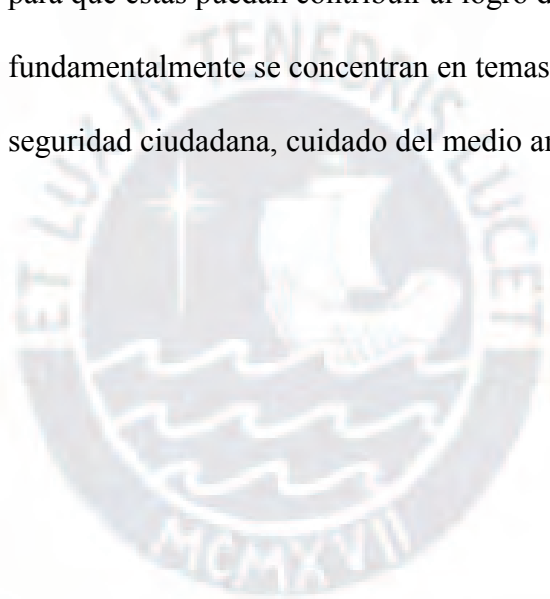 para que estas puedan contribuir al logro d
fundamentalmente se concentran en temas
seguridad ciudadana, cuidado del medio a
ET LUX IN TENEBRIS LUCET
MCMXVII